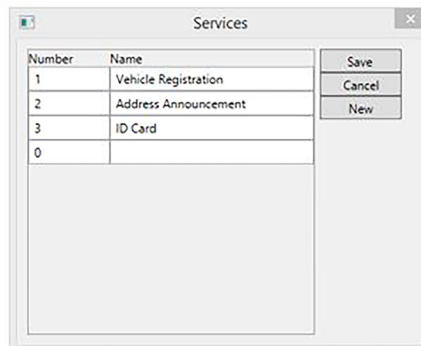 Services
Number Name
1 Vehicle Registration
2 Address Announcement
3 ID Card
0
Save
Cancel
New